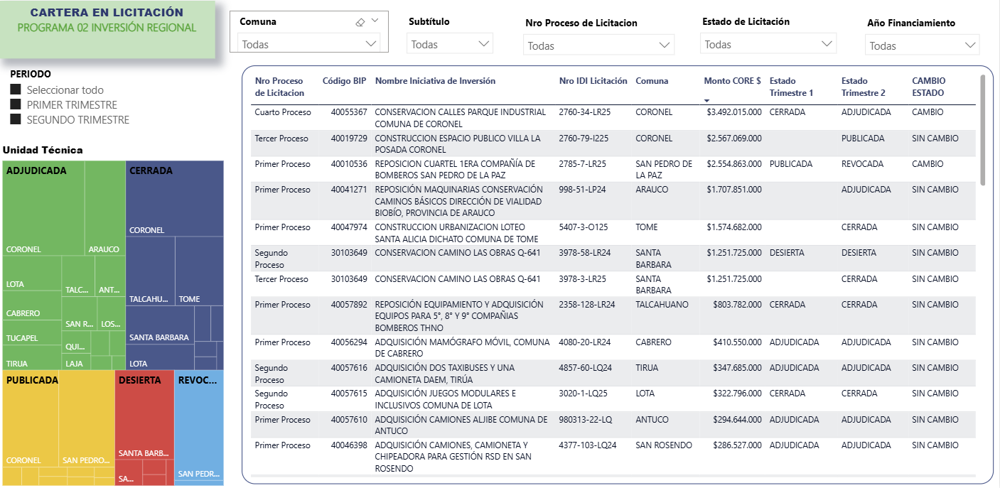 CARTERA EN LICITACIÓN
PROGRAMA 02 INVERSIÓN REGIONAL
Comuna
Todas
Subtítulo
Todas
Nro Proceso de Licitacion
Todas
Estado de Licitación
Todas
Año Financiamiento
Todas
PERIODO
Seleccionar todo
PRIMER TRIMESTRE
SEGUNDO TRIMESTRE
Unidad Técnica
ADJUDICADA
CORONEL
ARAUCO
LOTA
TALC...
ANT...
CABRERO
SAN R...
LOS...
TUCAPEL
QUI...
TIRUA
LAJA
CERRADA
CORONEL
TALCAHU...
TOME
SANTA BARBARA
LOTA
PUBLICADA
CORONEL
SAN PEDRO...
DESIERTA
SANTA BARB...
SA...
REVOC...
SAN PEDR...
Nro Proceso Código BIP Nombre Iniciativa de Inversión Nro IDI Licitación Comuna Monto CORE $ Estado Estado CAMBIO
de Licitacion Trimestre 1 Trimestre 2 ESTADO
Cuarto Proceso 40055367 CONSERVACION CALLES PARQUE INDUSTRIAL 2760-34-LR25 CORONEL $3.492.015.000 CERRADA ADJUDICADA CAMBIO
COMUNA DE CORONEL
Tercer Proceso 40019729 CONSTRUCCION ESPACIO PUBLICO VILLA LA 2760-79-I225 CORONEL $2.567.069.000 PUBLICADA SIN CAMBIO
POSADA CORONEL
Primer Proceso 40010536 REPOSICION CUARTEL 1ERA COMPAÑÍA DE 2785-7-LR25 SAN PEDRO DE $2.554.863.000 PUBLICADA REVOCADA CAMBIO
BOMBEROS SAN PEDRO DE LA PAZ LA PAZ
Primer Proceso 40041271 REPOSICIÓN MAQUINARIAS CONSERVACIÓN 998-51-LP24 ARAUCO $1.707.851.000 ADJUDICADA SIN CAMBIO
CAMINOS BÁSICOS DIRECCIÓN DE VIALIDAD
BIOBÍO, PROVINCIA DE ARAUCO
Primer Proceso 40047974 CONSTRUCCION URBANIZACION LOTEO 5407-3-O125 TOME $1.574.682.000 CERRADA SIN CAMBIO
SANTA ALICIA DICHATO COMUNA DE TOME
Segundo 30103649 CONSERVACION CAMINO LAS OBRAS Q-641 3978-58-LR24 SANTA $1.251.725.000 DESIERTA DESIERTA SIN CAMBIO
Proceso BARBARA
Tercer Proceso 30103649 CONSERVACION CAMINO LAS OBRAS Q-641 3978-3-LR25 SANTA $1.251.725.000 CERRADA SIN CAMBIO
BARBARA
Primer Proceso 40057892 REPOSICIÓN EQUIPAMIENTO Y ADQUISICIÓN 2358-128-LR24 TALCAHUANO $803.782.000 CERRADA CERRADA SIN CAMBIO
EQUIPOS PARA 5°, 8° Y 9° COMPAÑIAS
BOMBEROS THNO
Primer Proceso 40056294 ADQUISICIÓN MAMÓGRAFO MÓVIL, COMUNA 4080-20-LR24 CABRERO $410.550.000 ADJUDICADA ADJUDICADA SIN CAMBIO
DE CABRERO
Segundo 40057616 ADQUISICIÓN DOS TAXIBUSES Y UNA 4857-60-LQ24 TIRUA $347.685.000 ADJUDICADA ADJUDICADA SIN CAMBIO
Proceso CAMIONETA DAEM, TIRÚA
Segundo 40057615 ADQUISICIÓN JUEGOS MODULARES E 3020-1-LQ25 LOTA $322.796.000 CERRADA CERRADA SIN CAMBIO
Proceso INCLUSIVOS COMUNA DE LOTA
Primer Proceso 40057610 ADQUISICIÓN CAMIONES ALJIBE COMUNA DE 980313-22-LQ ANTUCO $294.644.000 ADJUDICADA ADJUDICADA SIN CAMBIO
ANTUCO
Primer Proceso 40046398 ADQUISICIÓN CAMIONES, CAMIONETA Y 4377-103-LQ24 SAN ROSENDO $286.527.000 ADJUDICADA ADJUDICADA SIN CAMBIO
CHIPEADORA PARA GESTIÓN RSD EN SAN
ROSENDO